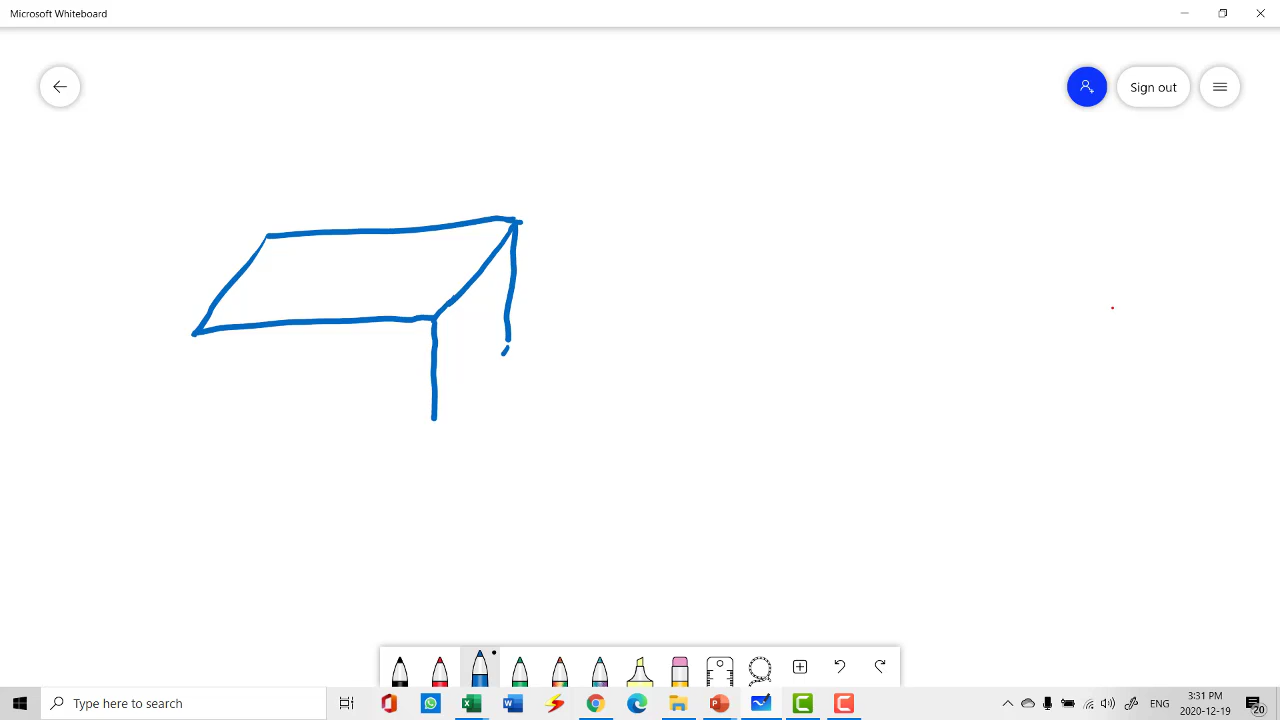 Microsoft Whiteboard
Sign out
Type here to search
ENG
3:31 PM
2020-12-19
20